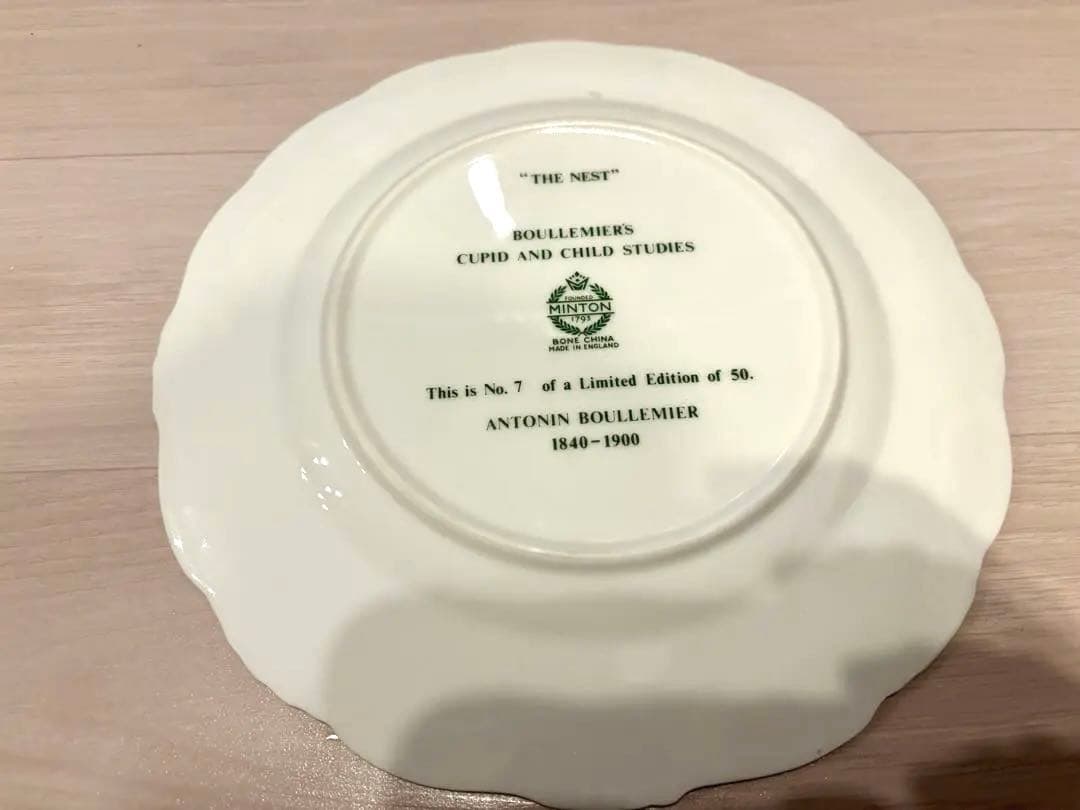 “THE NEST”
BOULLEMIER'S
CUPID AND CHILD STUDIES
FOUNDED
MINTON
1793
BONE CHINA
MADE IN ENGLAND
This is No. 7 of a Limited Edition of 50.
ANTONIN BOULLEMIER
1840–1900